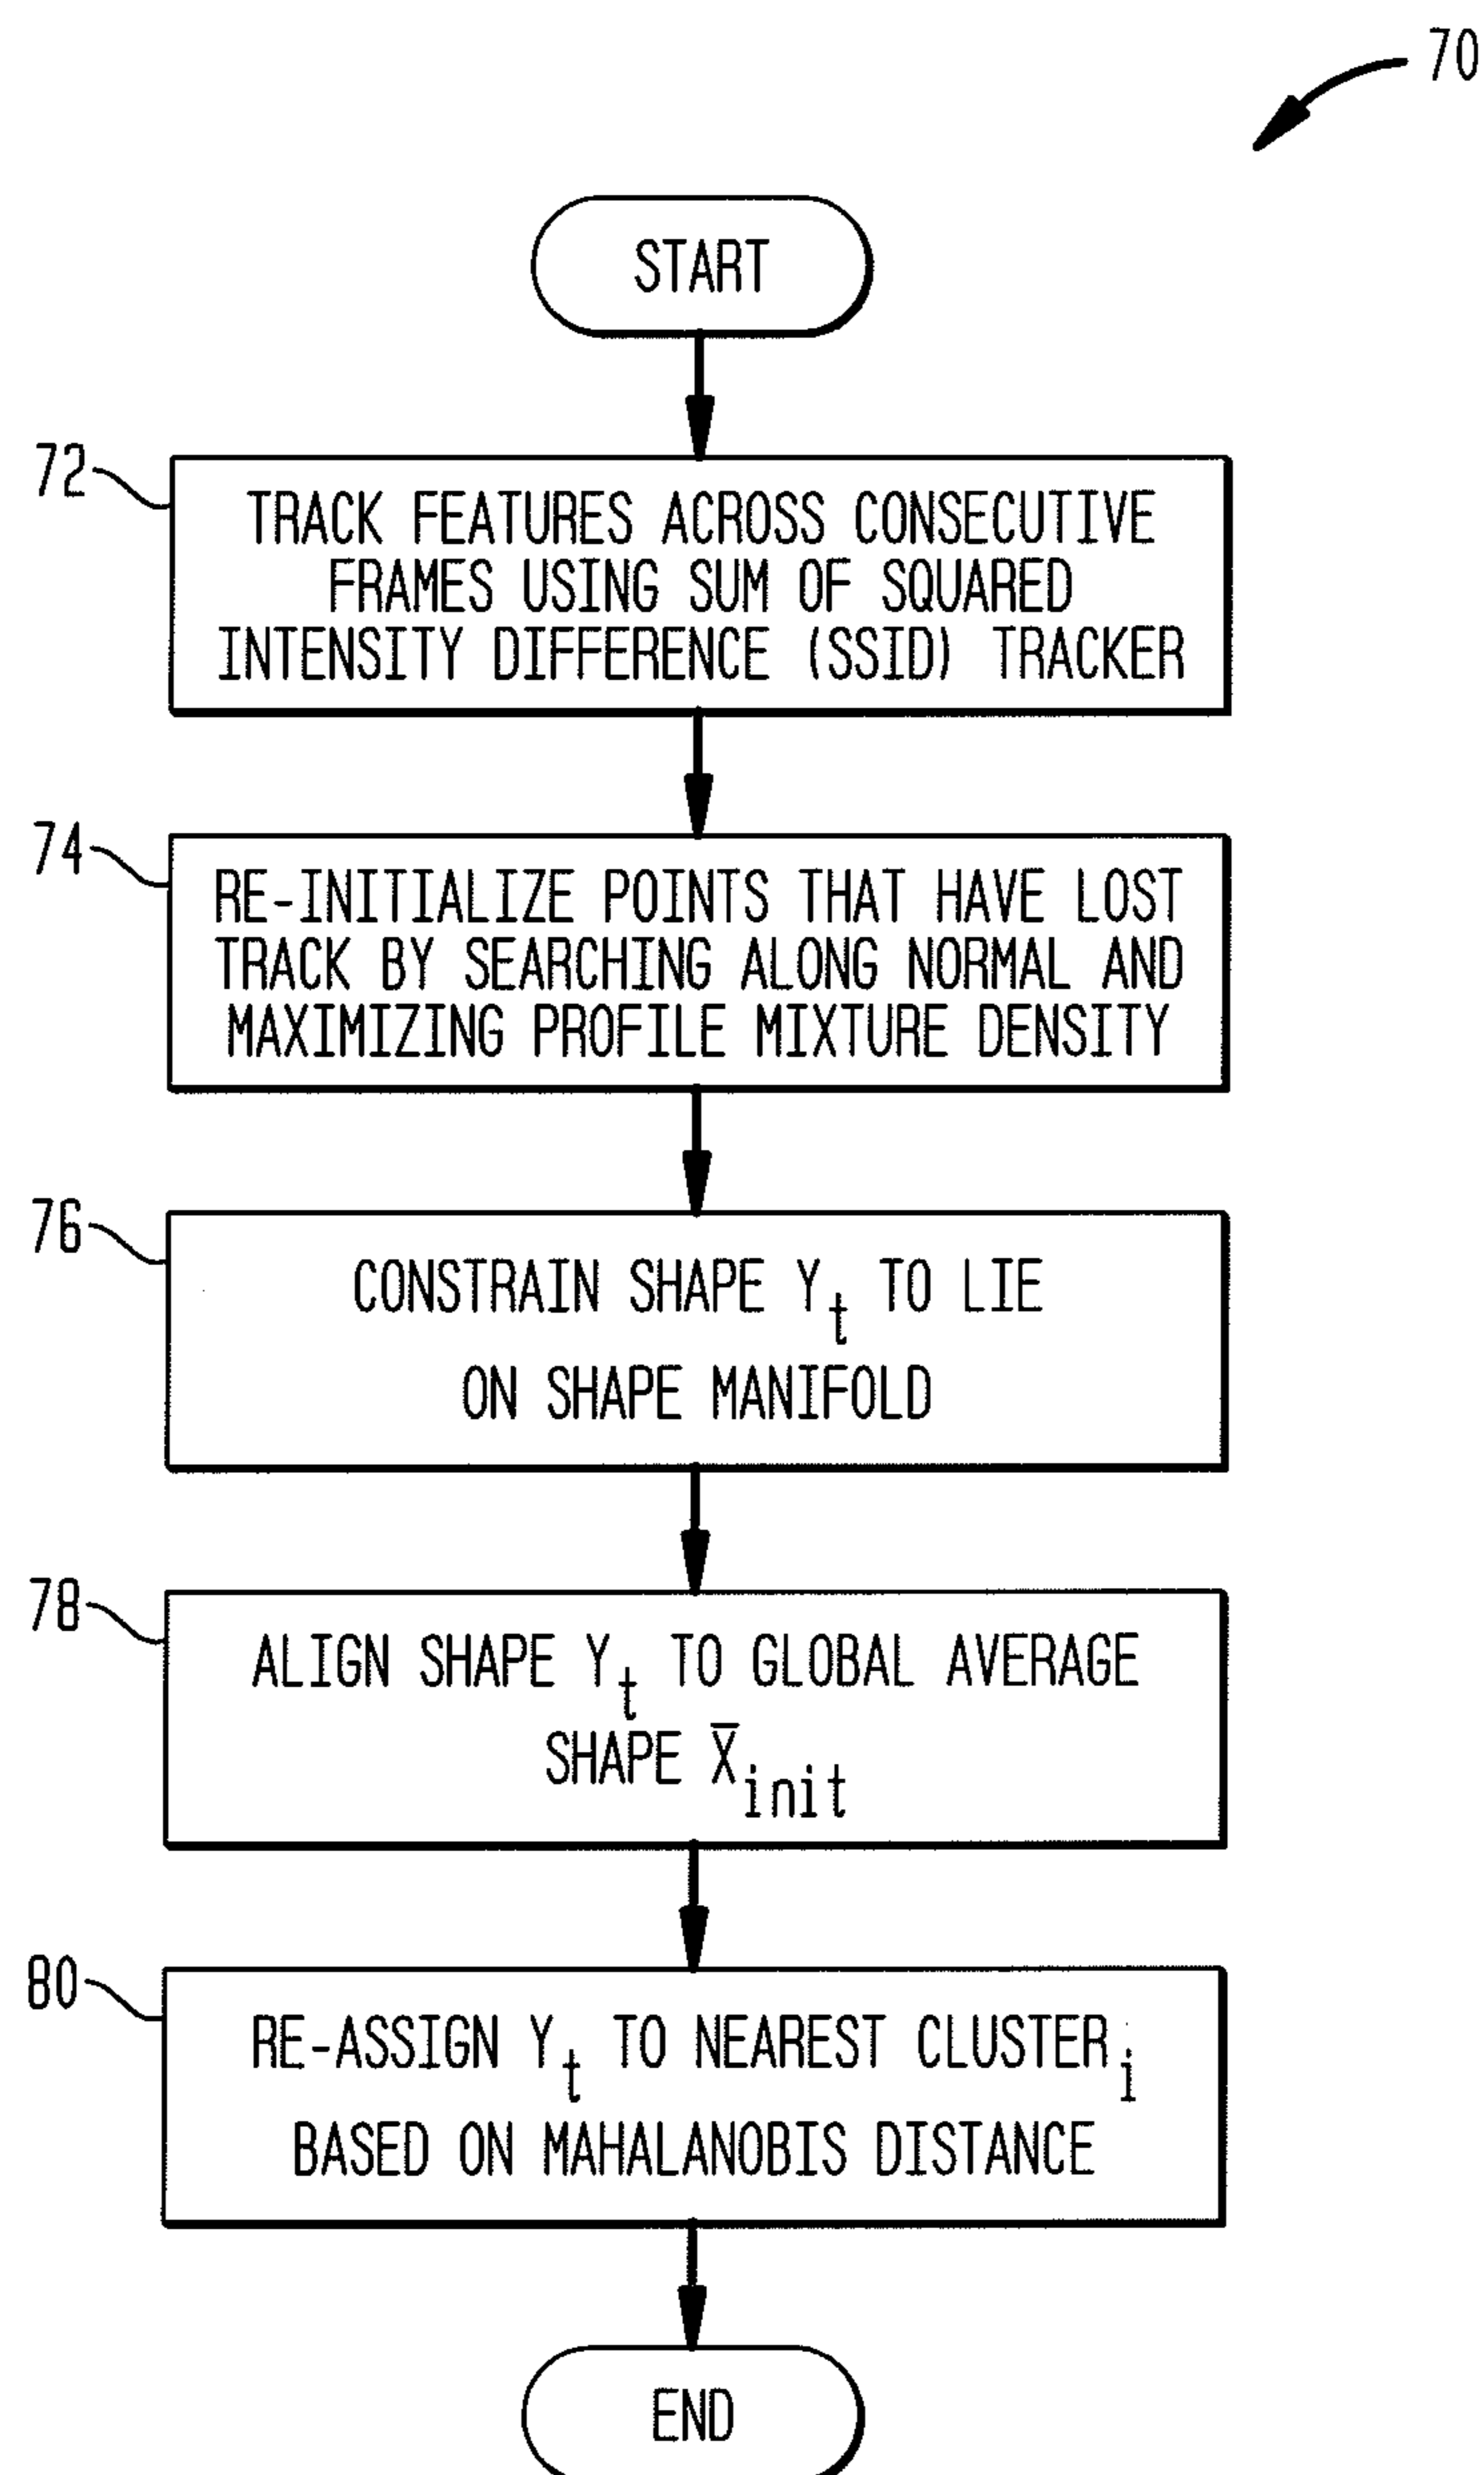 70
START
72
TRACK FEATURES ACROSS CONSECUTIVE
FRAMES USING SUM OF SQUARED
INTENSITY DIFFERENCE (SSID) TRACKER
74
RE-INITIALIZE POINTS THAT HAVE LOST
TRACK BY SEARCHING ALONG NORMAL AND
MAXIMIZING PROFILE MIXTURE DENSITY
76
CONSTRAIN SHAPE Yₜ TO LIE
ON SHAPE MANIFOLD
78
ALIGN SHAPE Yₜ TO GLOBAL AVERAGE
SHAPE X̄ᵢₙᵢₜ
80
RE-ASSIGN Yₜ TO NEAREST CLUSTERᵢ
BASED ON MAHALANOBIS DISTANCE
END